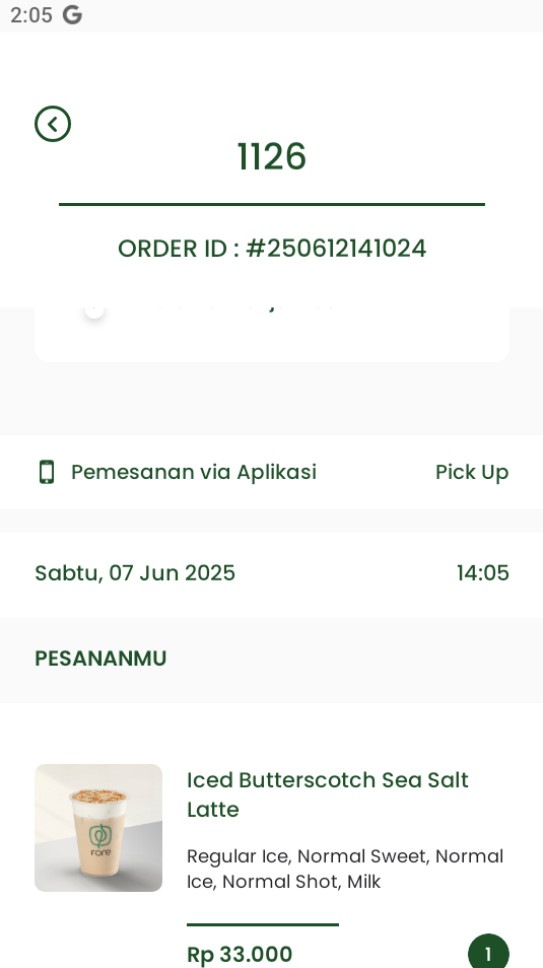 2:05 G
1126
ORDER ID : #250612141024
Pemesanan via Aplikasi
Pick Up
Sabtu, 07 Jun 2025
14:05
PESANANMU
Iced Butterscotch Sea Salt
Latte
FORE
Regular Ice, Normal Sweet, Normal
Ice, Normal Shot, Milk
Rp 33.000
1